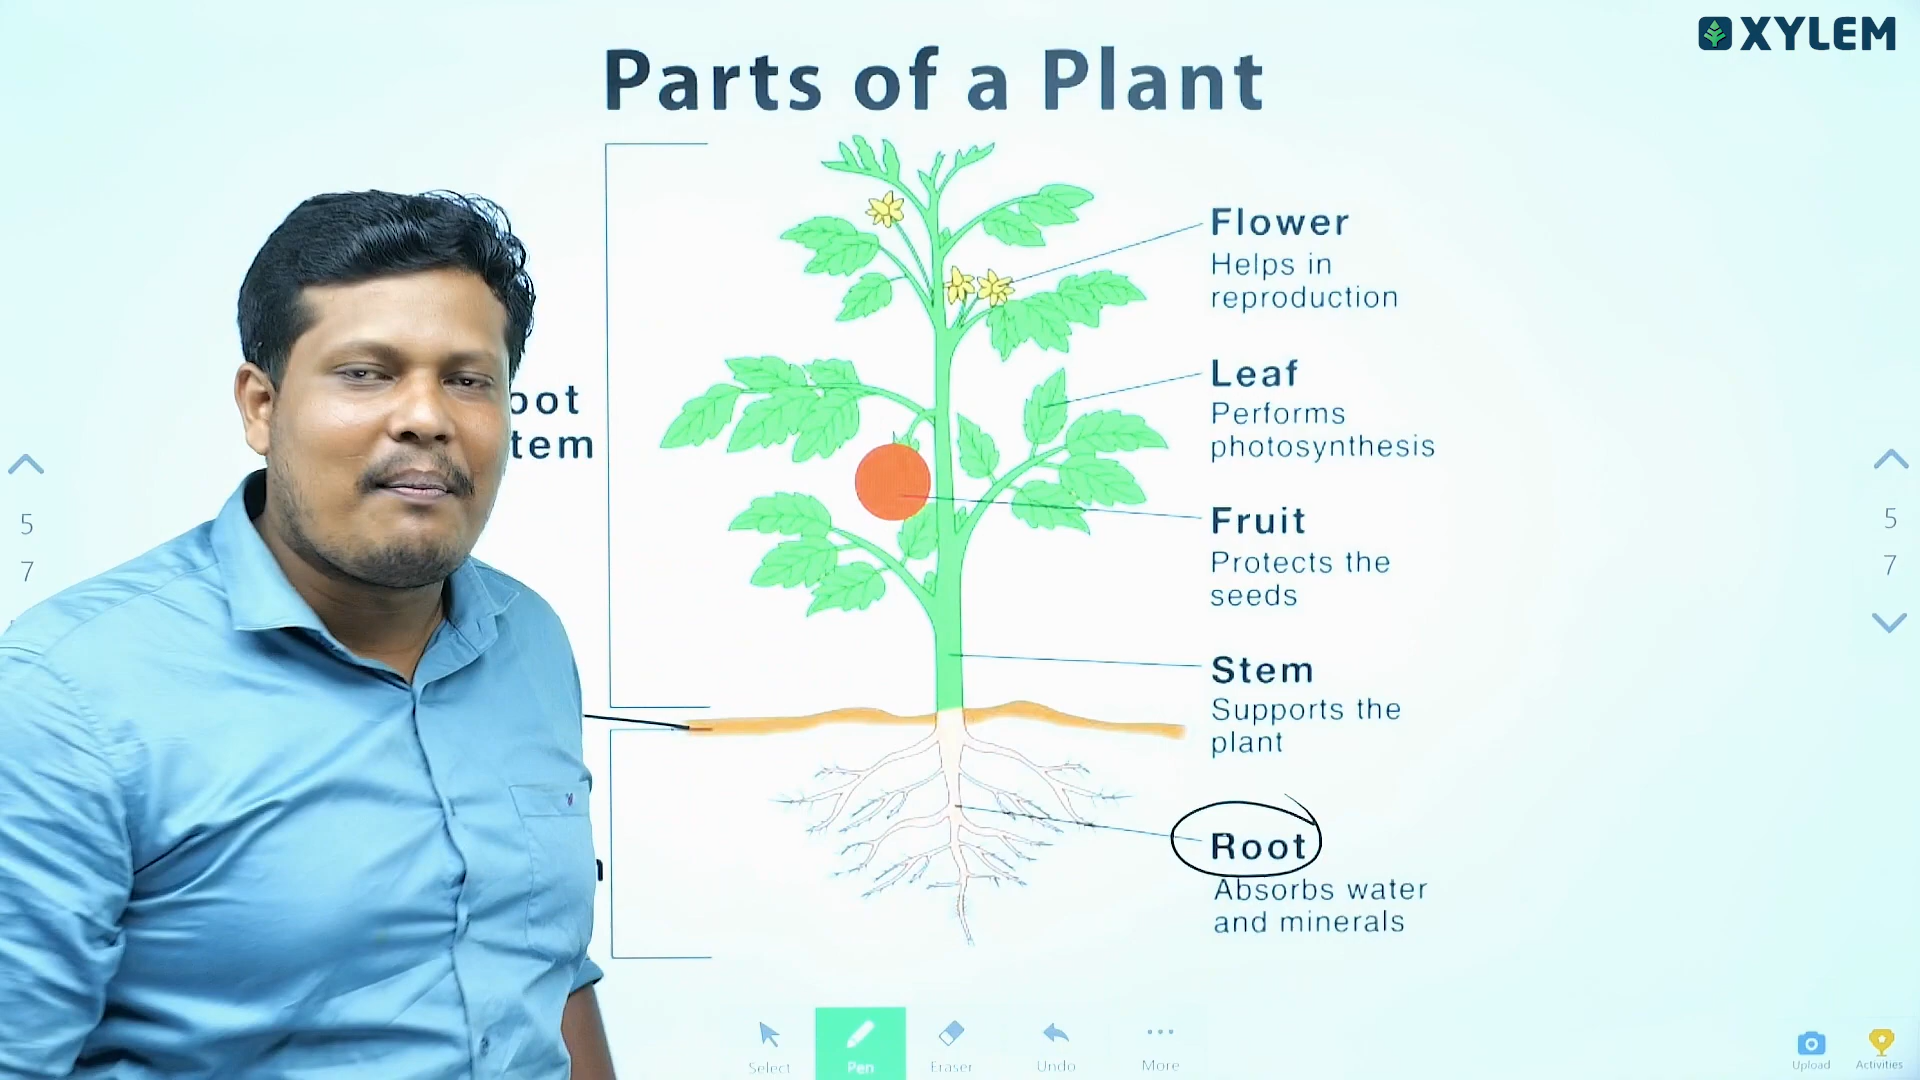 XYLEM
Parts of a Plant
Flower
Helps in
reproduction
Leaf
Performs
photosynthesis
Fruit
Protects the
seeds
Stem
Supports the
plant
Root
Absorbs water
and minerals
5
7
5
7
Select
Pen
Eraser
Undo
More
Upload
Activities